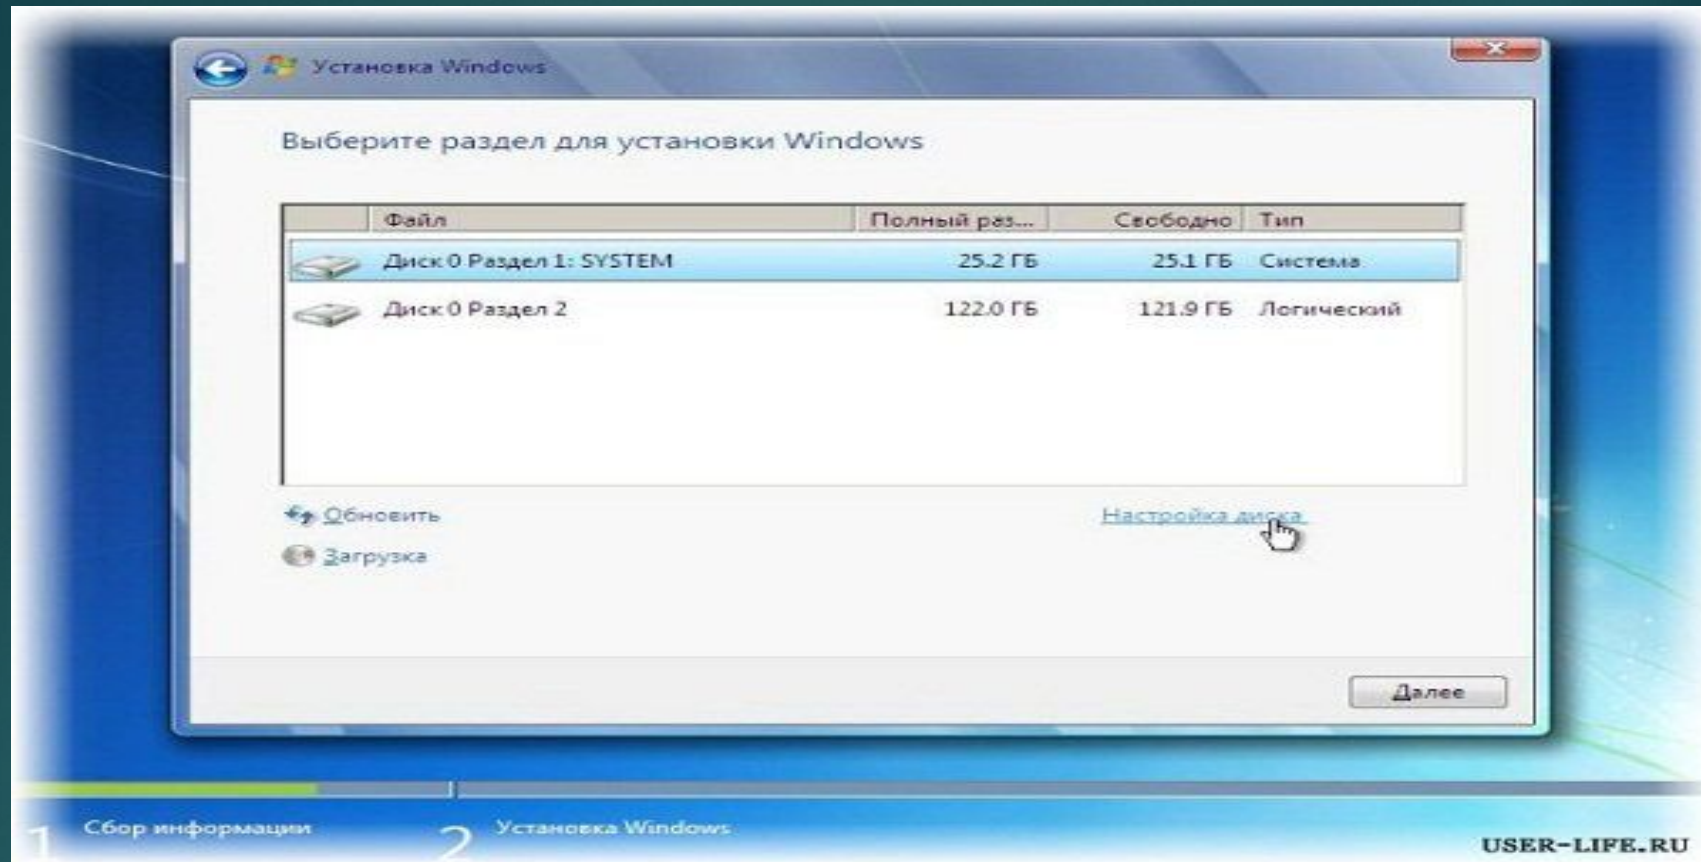 Установка Windows
Выберите раздел для установки Windows
Файл Полный раз... Свободно Тип
Диск 0 Раздел 1: SYSTEM 25.2 ГБ 25.1 ГБ Система
Диск 0 Раздел 2 122.0 ГБ 121.9 ГБ Логический
Обновить Настройка диска
Загрузка
Далее
1 Сбор информации 2 Установка Windows
USER-LIFE.RU